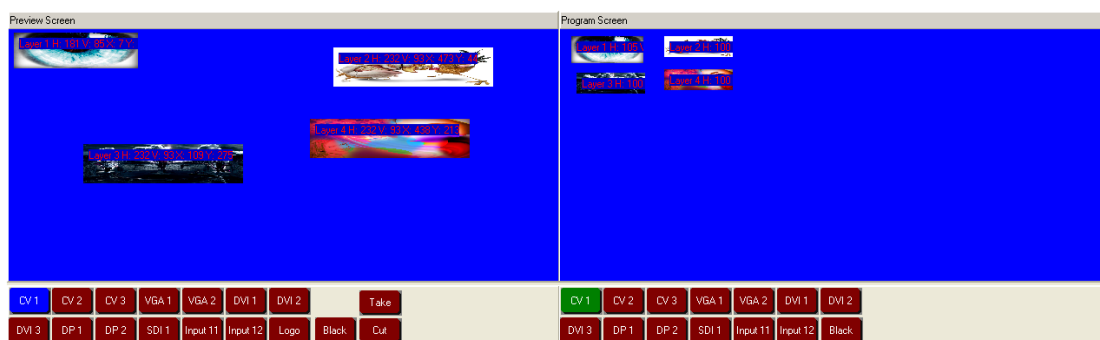 Preview Screen
Layer 1 H: 181 V: 85 X: 7 Y:
Layer 2 H: 232 V: 93 X: 473 Y: 44
Layer 4 H: 232 V: 93 X: 438 Y: 213
Layer 3 H: 232 V: 93 X: 109 Y: 275
CV 1 CV 2 CV 3 VGA 1 VGA 2 DVI 1 DVI 2 Take
DVI 3 DP 1 DP 2 SDI 1 Input 11 Input 12 Logo Black Cut
Program Screen
Layer 1 H: 105 V
Layer 2 H: 100
Layer 3 H: 100
Layer 4 H: 100
CV 1 CV 2 CV 3 VGA 1 VGA 2 DVI 1 DVI 2
DVI 3 DP 1 DP 2 SDI 1 Input 11 Input 12 Black